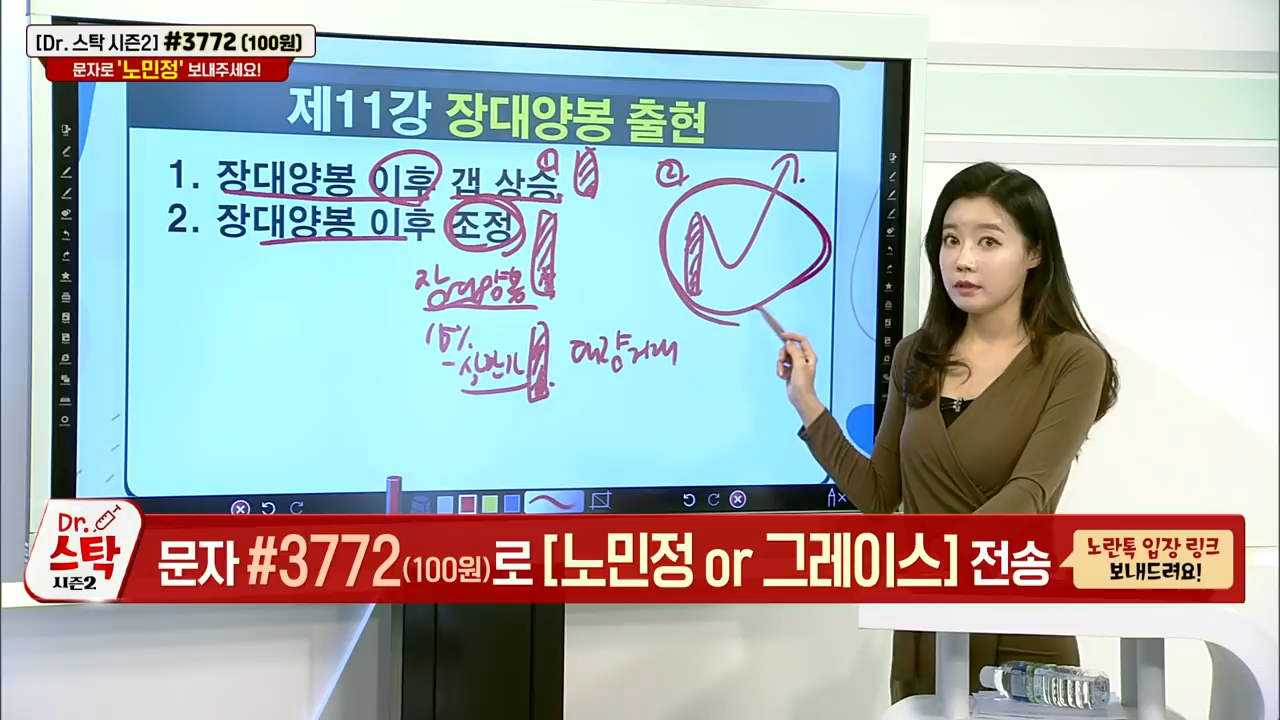 [Dr. 스탁 시즌2] #3772 (100원)
문자로 '노민정' 보내주세요!
제11강 장대양봉 출현
1. 장대양봉 이후 갭 상승 ①
②
2. 장대양봉 이후 조정
장대양봉
15%
-상한가
대량거래
Dr.
스탁
시즌2
문자 #3772(100원)로 [노민정 or 그레이스] 전송
노란톡 입장 링크
보내드려요!